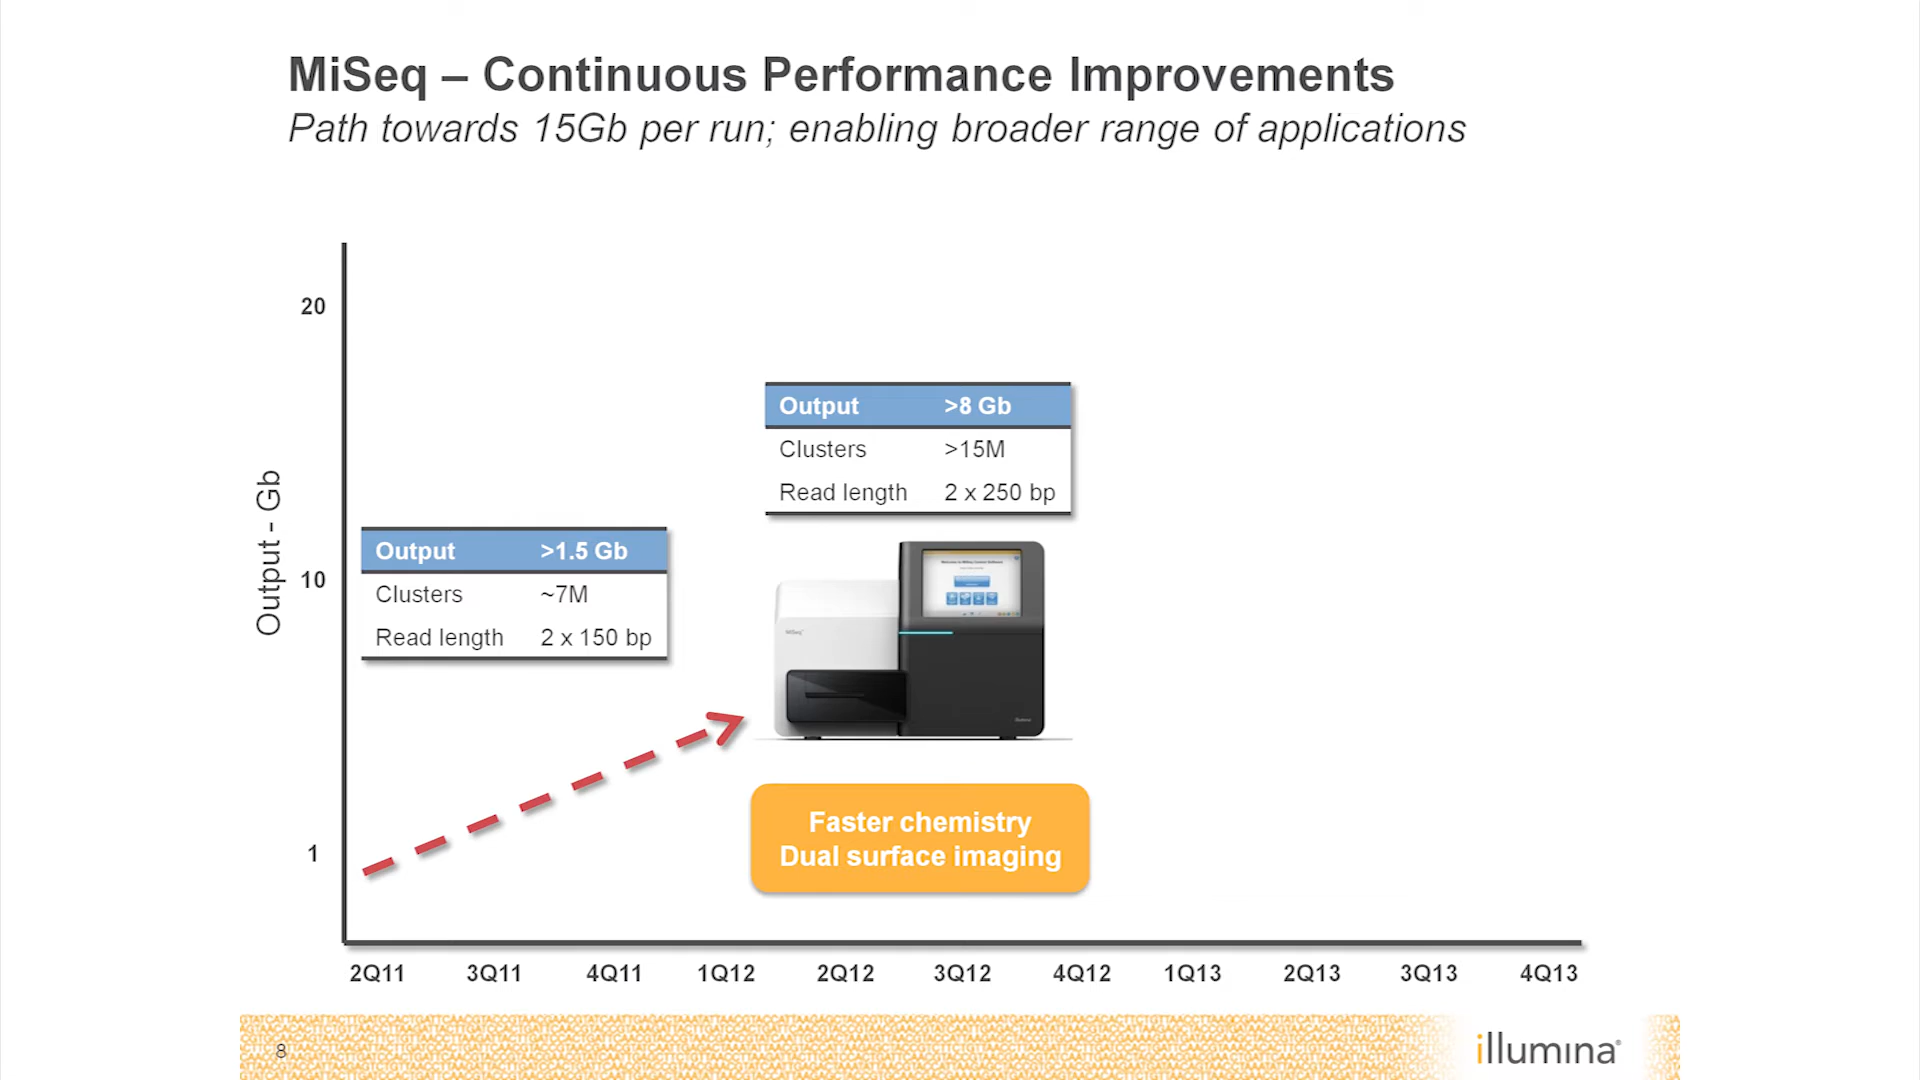 MiSeq – Continuous Performance Improvements
Path towards 15Gb per run; enabling broader range of applications
Output - Gb
20
10
1
Output >1.5 Gb
Clusters ~7M
Read length 2 x 150 bp
Output >8 Gb
Clusters >15M
Read length 2 x 250 bp
MiSeq
illumina
Faster chemistry
Dual surface imaging
2Q11 3Q11 4Q11 1Q12 2Q12 3Q12 4Q12 1Q13 2Q13 3Q13 4Q13
8
illumina®